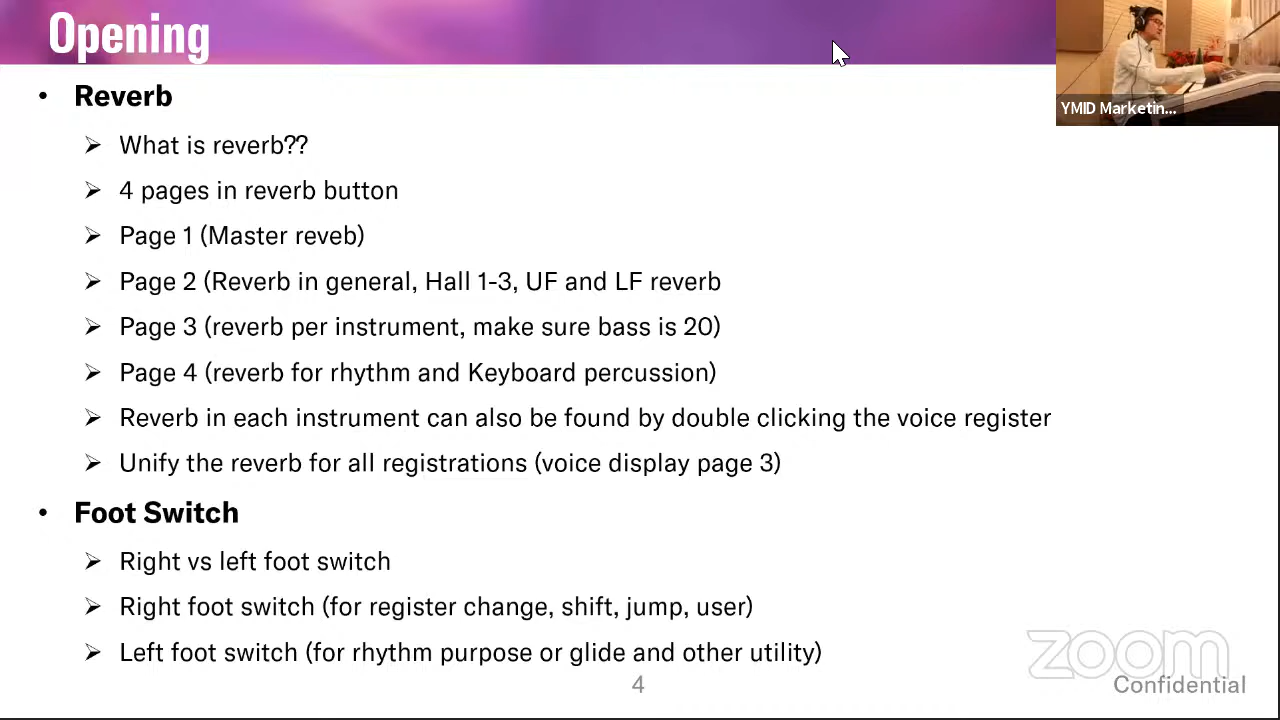 Opening
YMID Marketin...
• Reverb
➢ What is reverb??
➢ 4 pages in reverb button
➢ Page 1 (Master reveb)
➢ Page 2 (Reverb in general, Hall 1-3, UF and LF reverb
➢ Page 3 (reverb per instrument, make sure bass is 20)
➢ Page 4 (reverb for rhythm and Keyboard percussion)
➢ Reverb in each instrument can also be found by double clicking the voice register
➢ Unify the reverb for all registrations (voice display page 3)
• Foot Switch
➢ Right vs left foot switch
➢ Right foot switch (for register change, shift, jump, user)
➢ Left foot switch (for rhythm purpose or glide and other utility)
zoom
4
Confidential